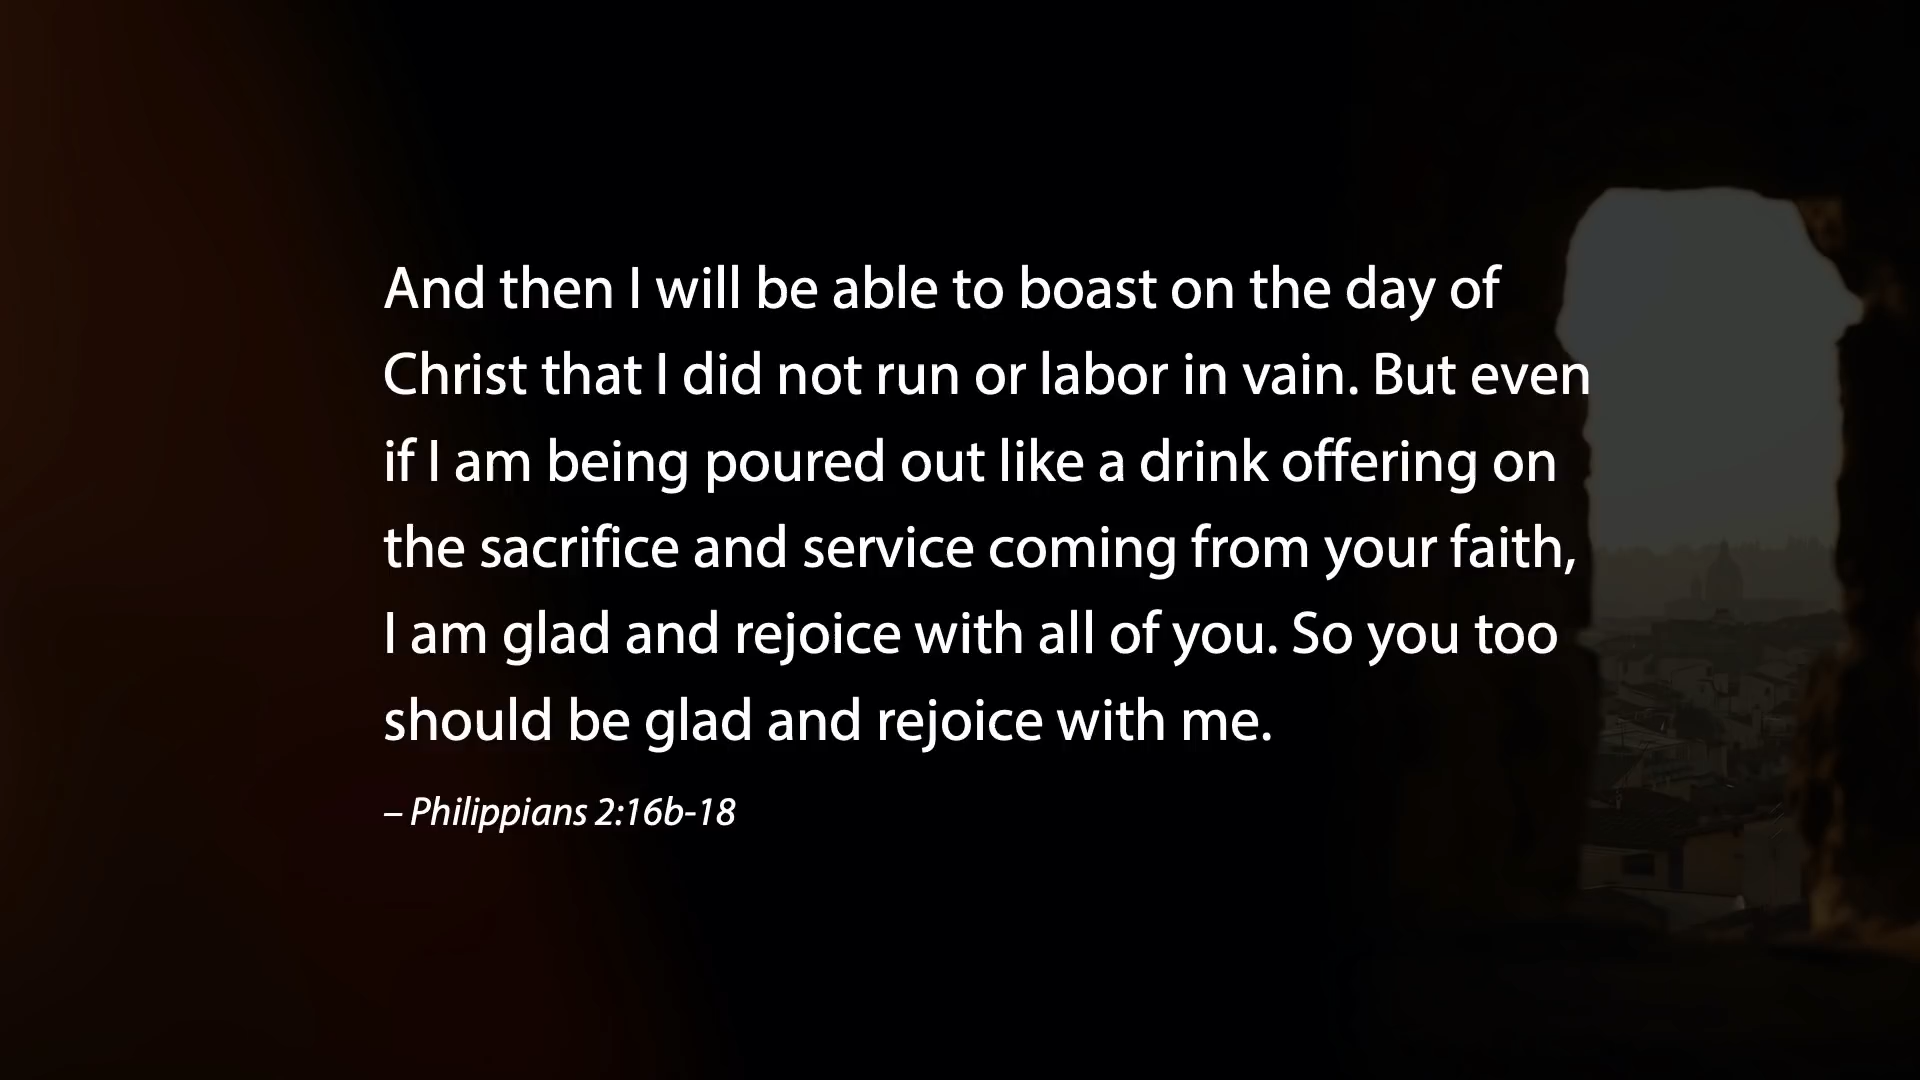 And then I will be able to boast on the day of
Christ that I did not run or labor in vain. But even
if I am being poured out like a drink offering on
the sacrifice and service coming from your faith,
I am glad and rejoice with all of you. So you too
should be glad and rejoice with me.
– Philippians 2:16b-18